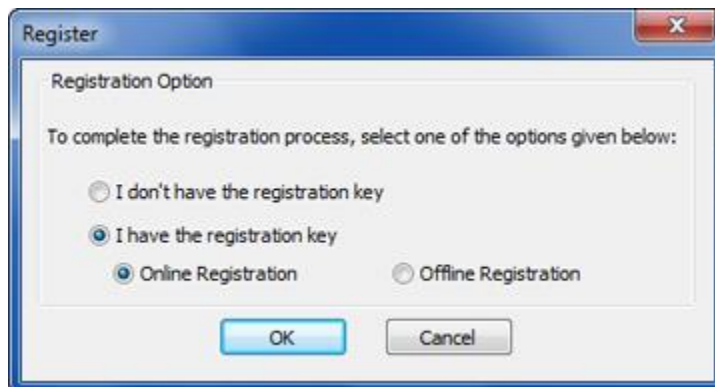 Register
Registration Option
To complete the registration process, select one of the options given below:
I don't have the registration key
I have the registration key
Online Registration Offline Registration
OK Cancel